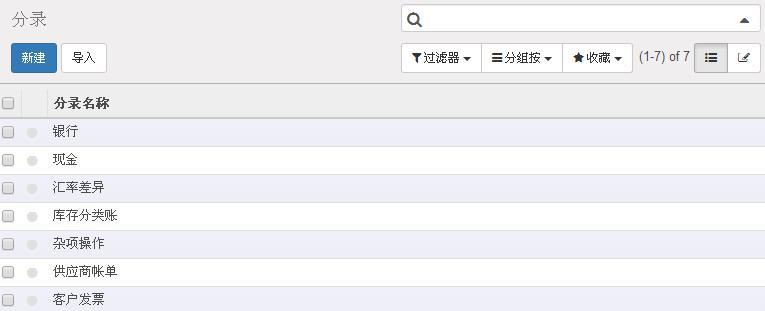 分录
新建 导入 过滤器 分组按 收藏 (1-7) of 7
分录名称
银行
现金
汇率差异
库存分类账
杂项操作
供应商帐单
客户发票